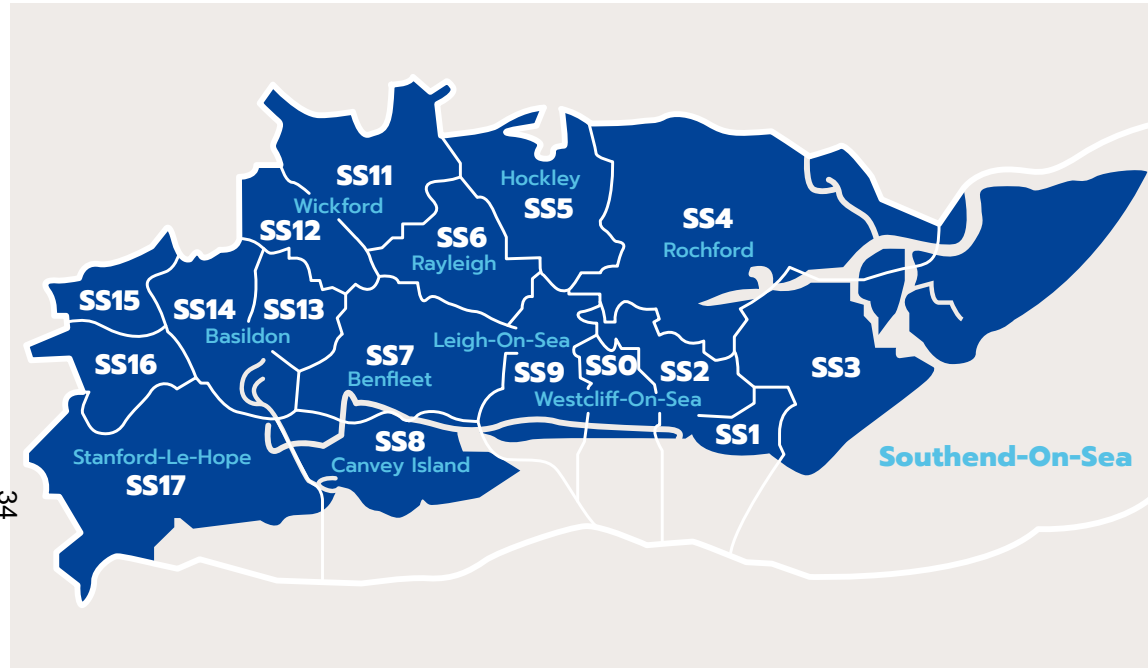 SS11
Wickford
SS12
Hockley
SS5
SS6
Rayleigh
SS4
Rochford
SS15
SS14
SS13
Basildon
SS16
Leigh-On-Sea
SS7
Benfleet
SS9
SS0
SS2
Westcliff-On-Sea
SS3
SS1
SS8
Canvey Island
Stanford-Le-Hope
SS17
Southend-On-Sea
34